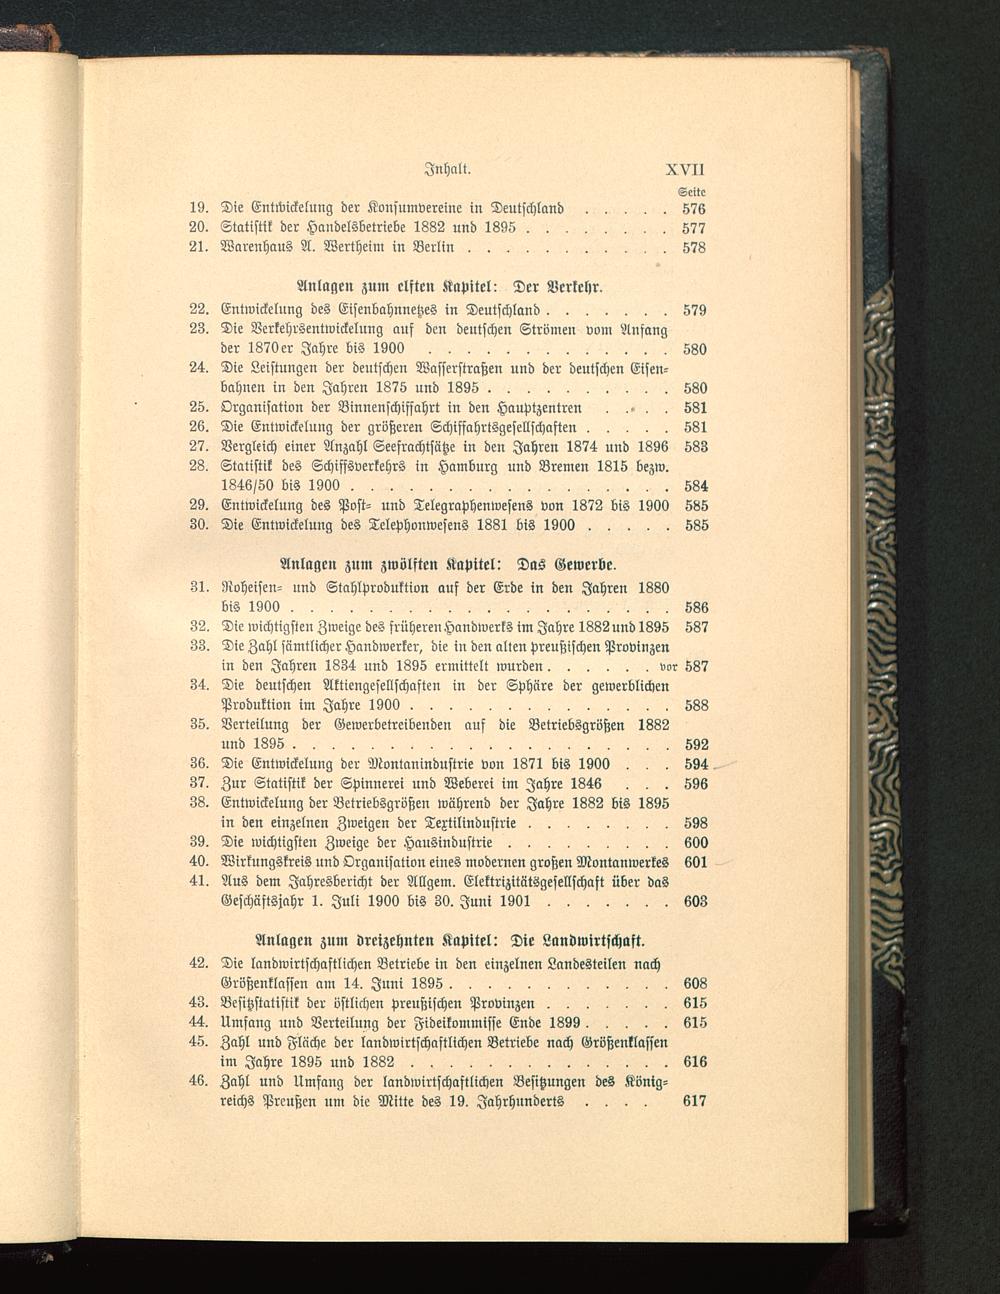 Inhalt. XVII
Seite
19. Die Entwickelung der Konsumvereine in Deutschland . . . . . 576
20. Statistik der Handelsbetriebe 1882 und 1895 . . . . . . . . 577
21. Warenhaus A. Wertheim in Berlin . . . . . . . . . . . 578
Anlagen zum elften Kapitel: Der Verkehr.
22. Entwickelung des Eisenbahnnetzes in Deutschland . . . . . . . 579
23. Die Verkehrsentwickelung auf den deutschen Strömen vom Anfang
der 1870er Jahre bis 1900 . . . . . . . . . . . . . 580
24. Die Leistungen der deutschen Wasserstraßen und der deutschen Eisen-
bahnen in den Jahren 1875 und 1895 . . . . . . . . . . 580
25. Organisation der Binnenschiffahrt in den Hauptzentren . . . . 581
26. Die Entwickelung der größeren Schiffahrtsgesellschaften . . . . . 581
27. Vergleich einer Anzahl Seefrachtsätze in den Jahren 1874 und 1896 583
28. Statistik des Schiffsverkehrs in Hamburg und Bremen 1815 bezw.
1846/50 bis 1900 . . . . . . . . . . . . . . . . . 584
29. Entwickelung des Post- und Telegraphenwesens von 1872 bis 1900 585
30. Die Entwickelung des Telephonwesens 1881 bis 1900 . . . . . 585
Anlagen zum zwölften Kapitel: Das Gewerbe.
31. Roheisen- und Stahlproduktion auf der Erde in den Jahren 1880
bis 1900 . . . . . . . . . . . . . . . . . . . . 586
32. Die wichtigsten Zweige des früheren Handwerks im Jahre 1882 und 1895 587
33. Die Zahl sämtlicher Handwerker, die in den alten preußischen Provinzen
in den Jahren 1834 und 1895 ermittelt wurden . . . . . . vor 587
34. Die deutschen Aktiengesellschaften in der Sphäre der gewerblichen
Produktion im Jahre 1900 . . . . . . . . . . . . . . 588
35. Verteilung der Gewerbetreibenden auf die Betriebsgrößen 1882
und 1895 . . . . . . . . . . . . . . . . . . . . 592
36. Die Entwickelung der Montanindustrie von 1871 bis 1900 . . . 594
37. Zur Statistik der Spinnerei und Weberei im Jahre 1846 . . . 596
38. Entwickelung der Betriebsgrößen während der Jahre 1882 bis 1895
in den einzelnen Zweigen der Textilindustrie . . . . . . . . 598
39. Die wichtigsten Zweige der Hausindustrie . . . . . . . . . 600
40. Wirkungskreis und Organisation eines modernen großen Montanwerkes 601
41. Aus dem Jahresbericht der Allgem. Elektrizitätsgesellschaft über das
Geschäftsjahr 1. Juli 1900 bis 30. Juni 1901 . . . . . . . 603
Anlagen zum dreizehnten Kapitel: Die Landwirtschaft.
42. Die landwirtschaftlichen Betriebe in den einzelnen Landesteilen nach
Größenklassen am 14. Juni 1895 . . . . . . . . . . . . 608
43. Besitzstatistik der östlichen preußischen Provinzen . . . . . . . 615
44. Umfang und Verteilung der Fideikommisse Ende 1899 . . . . . 615
45. Zahl und Fläche der landwirtschaftlichen Betriebe nach Größenklassen
im Jahre 1895 und 1882 . . . . . . . . . . . . . . 616
46. Zahl und Umfang der landwirtschaftlichen Besitzungen des König-
reichs Preußen um die Mitte des 19. Jahrhunderts . . . . 617